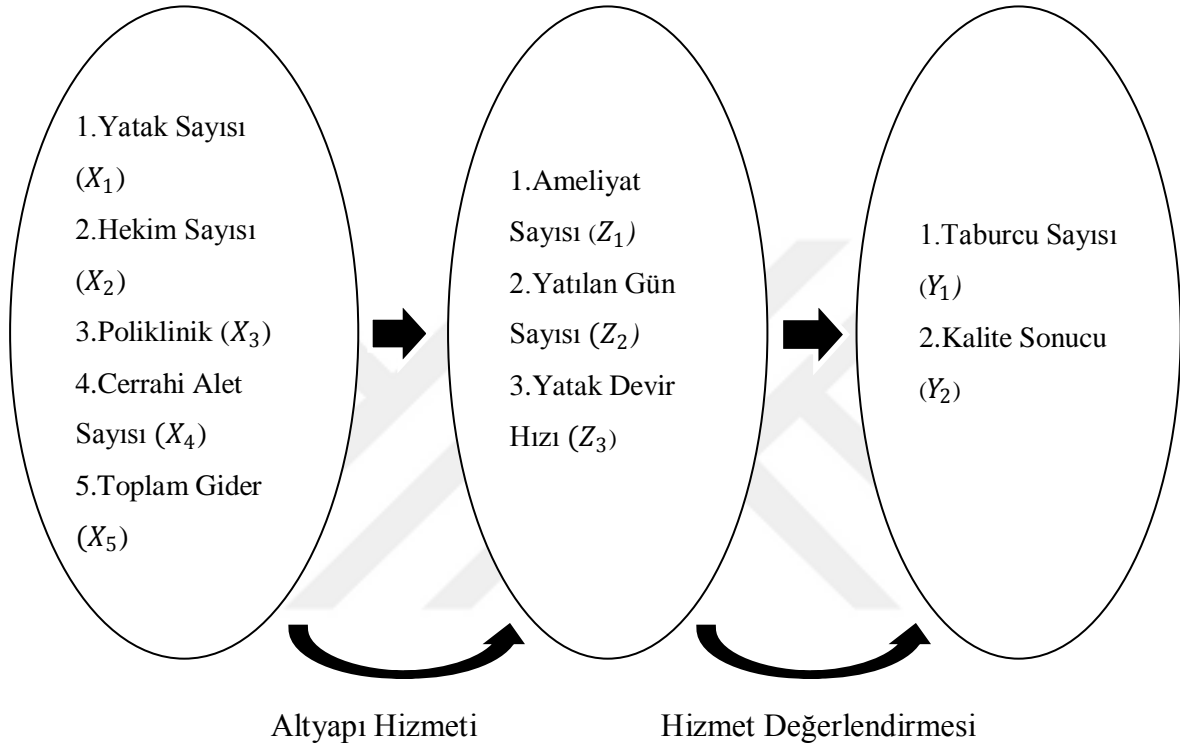 1.Yatak Sayısı
(X₁)
2.Hekim Sayısı
(X₂)
3.Poliklinik (X₃)
4.Cerrahi Alet
Sayısı (X₄)
5.Toplam Gider
(X₅)
1.Ameliyat
Sayısı (Z₁)
2.Yatılan Gün
Sayısı (Z₂)
3.Yatak Devir
Hızı (Z₃)
1.Taburcu Sayısı
(Y₁)
2.Kalite Sonucu
(Y₂)
Altyapı Hizmeti
Hizmet Değerlendirmesi